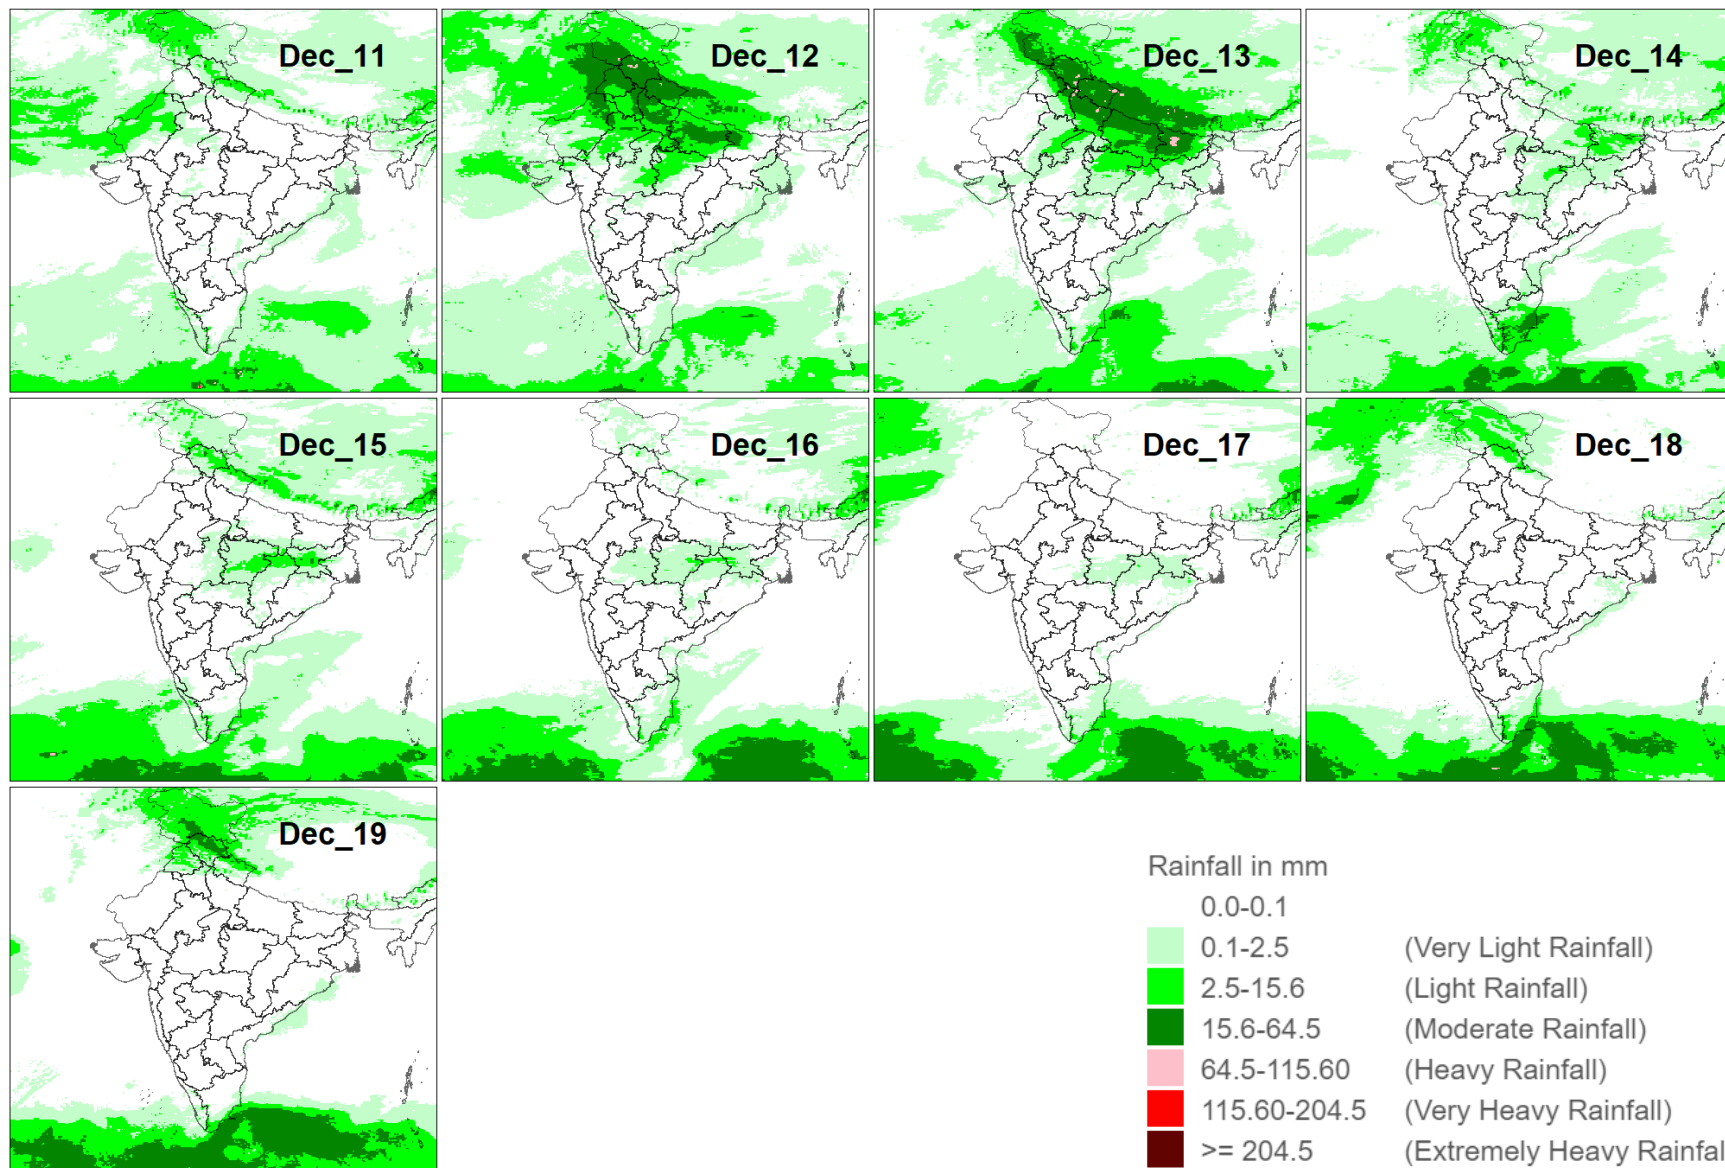 Dec_11
Dec_12
Dec_13
Dec_14
Dec_15
Dec_16
Dec_17
Dec_18
Dec_19
Rainfall in mm
0.0-0.1
0.1-2.5 (Very Light Rainfall)
2.5-15.6 (Light Rainfall)
15.6-64.5 (Moderate Rainfall)
64.5-115.60 (Heavy Rainfall)
115.60-204.5 (Very Heavy Rainfall)
>= 204.5 (Extremely Heavy Rainfal